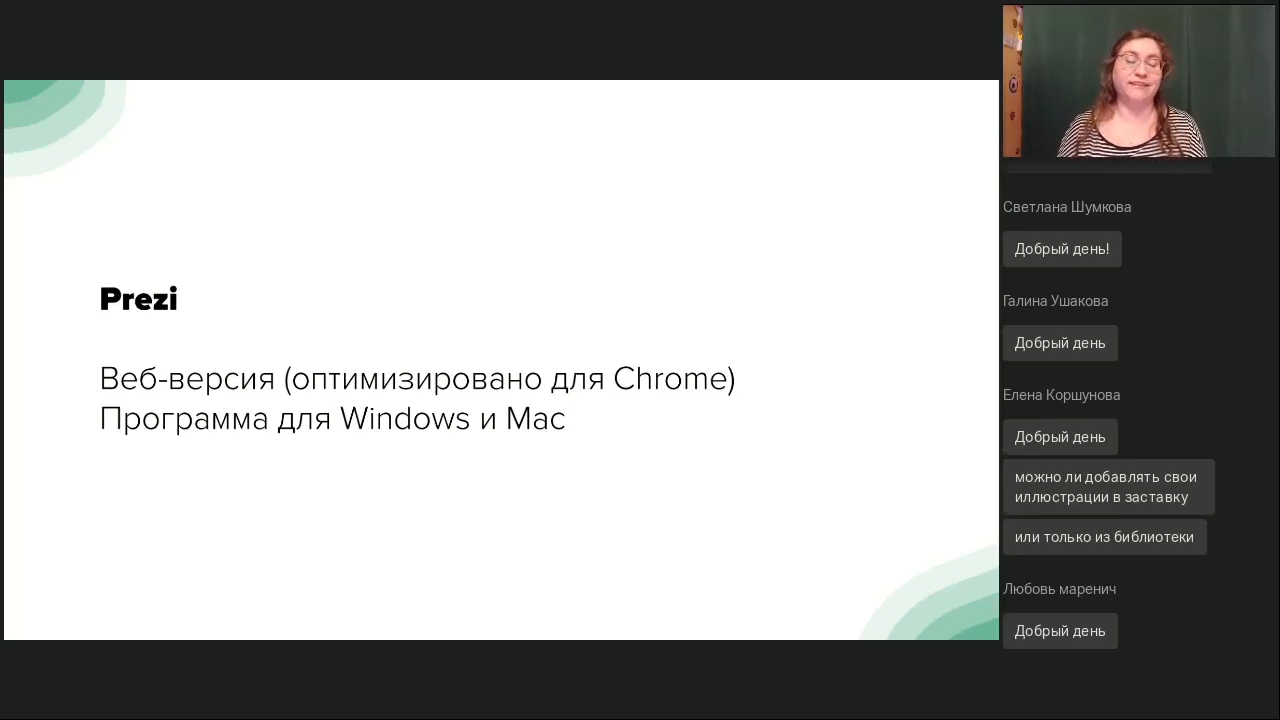 Prezi
Веб-версия (оптимизировано для Chrome)
Программа для Windows и Mac
Светлана Шумкова
Добрый день!
Галина Ушакова
Добрый день
Елена Коршунова
Добрый день
можно ли добавлять свои
иллюстрации в заставку
или только из библиотеки
Любовь маренич
Добрый день